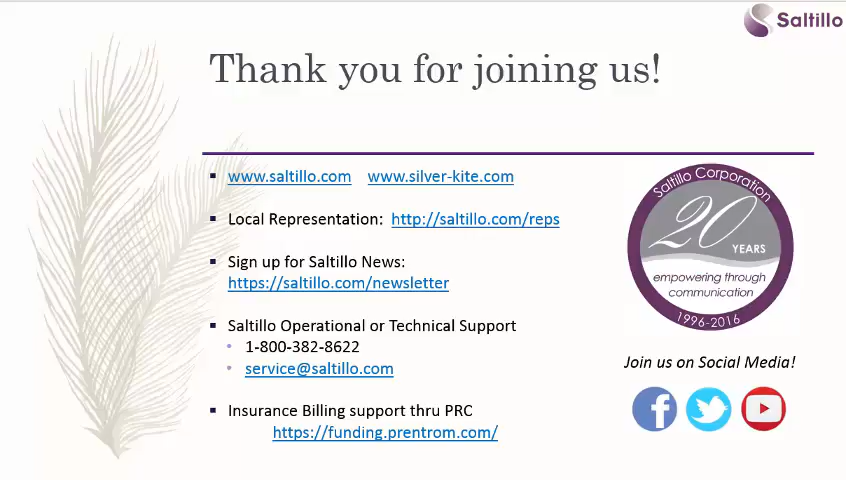 Saltillo
Thank you for joining us!
www.saltillo.com www.silver-kite.com
Local Representation: http://saltillo.com/reps
Sign up for Saltillo News:
https://saltillo.com/newsletter
Saltillo Operational or Technical Support
1-800-382-8622
service@saltillo.com
Insurance Billing support thru PRC
https://funding.prentrom.com/
Saltillo Corporation
20
YEARS
empowering through
communication
1996-2016
Join us on Social Media!